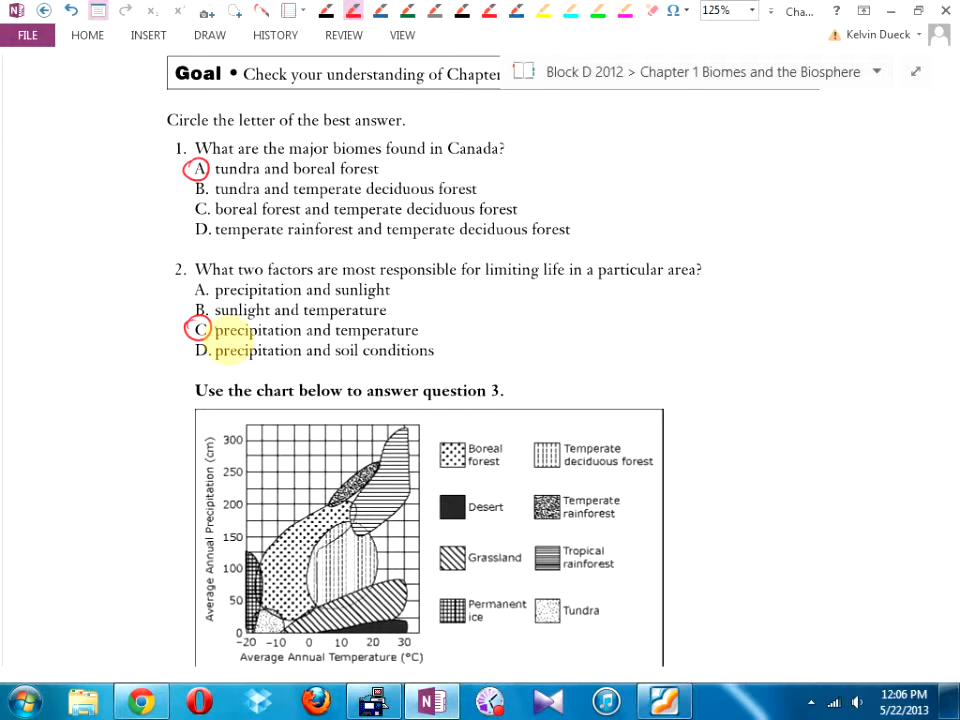 125%
Cha...
?
FILE
HOME
INSERT
DRAW
HISTORY
REVIEW
VIEW
Kelvin Dueck
Goal • Check your understanding of Chapter
Block D 2012 > Chapter 1 Biomes and the Biosphere
Circle the letter of the best answer.
1. What are the major biomes found in Canada?
A. tundra and boreal forest
B. tundra and temperate deciduous forest
C. boreal forest and temperate deciduous forest
D. temperate rainforest and temperate deciduous forest
2. What two factors are most responsible for limiting life in a particular area?
A. precipitation and sunlight
B. sunlight and temperature
C. precipitation and temperature
D. precipitation and soil conditions
Use the chart below to answer question 3.
Average Annual Precipitation (cm)
300
250
200
150
100
50
0
-20 -10 0 10 20 30
Average Annual Temperature (°C)
Boreal
forest
Temperate
deciduous forest
Desert
Temperate
rainforest
Grassland
Tropical
rainforest
Permanent
ice
Tundra
12:06 PM
5/22/2013